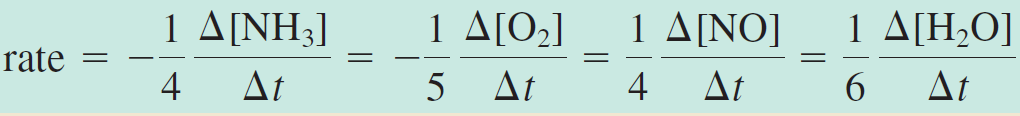 rate = −1/4 Δ[NH₃]/Δt = −1/5 Δ[O₂]/Δt = 1/4 Δ[NO]/Δt = 1/6 Δ[H₂O]/Δt